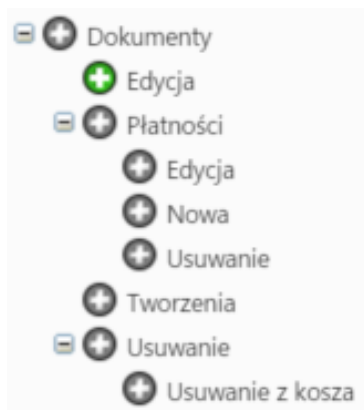 Dokumenty
Edycja
Płatności
Edycja
Nowa
Usuwanie
Tworzenia
Usuwanie
Usuwanie z kosza